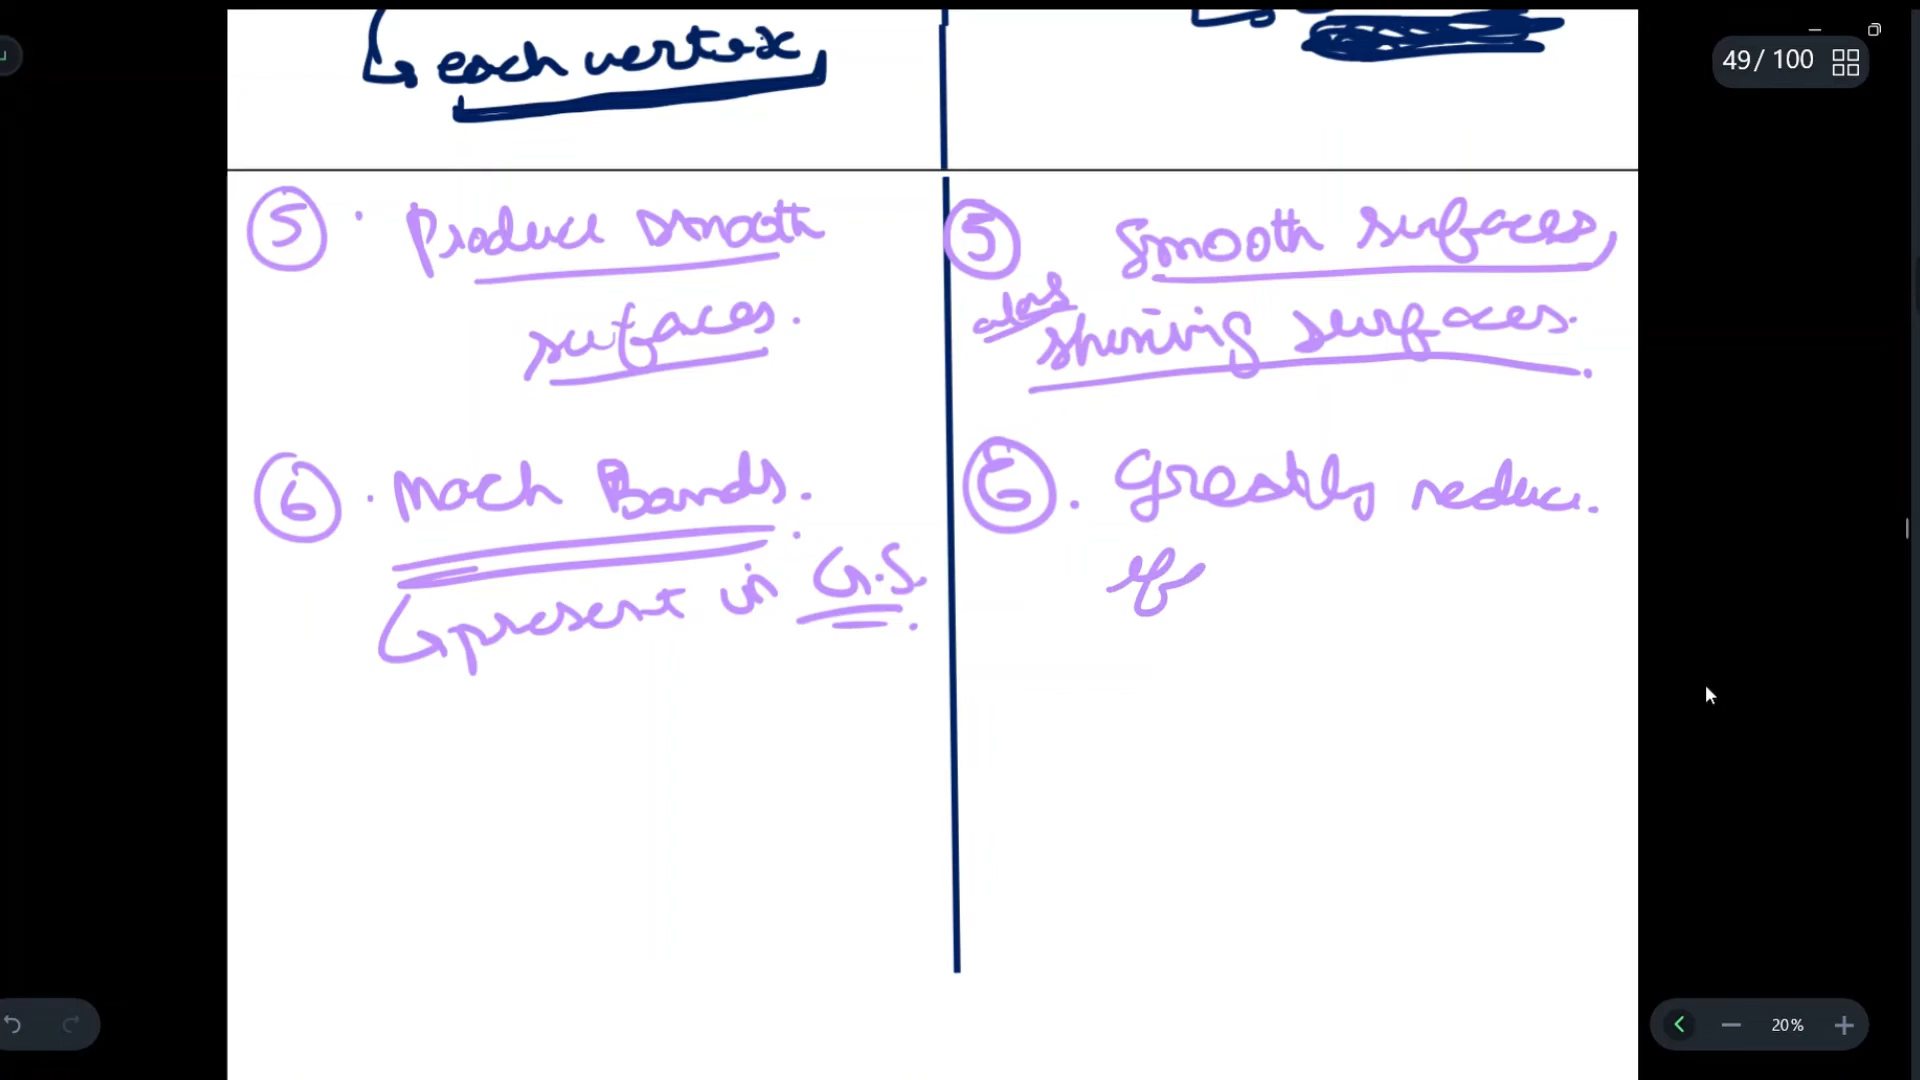 49 / 100
each vertex
5 . Produce smooth
surfaces.
6 . Mach Bands.
present in G.S.
5 Smooth surfaces,
shining surfaces.
6 . Greatly reduce.
20%